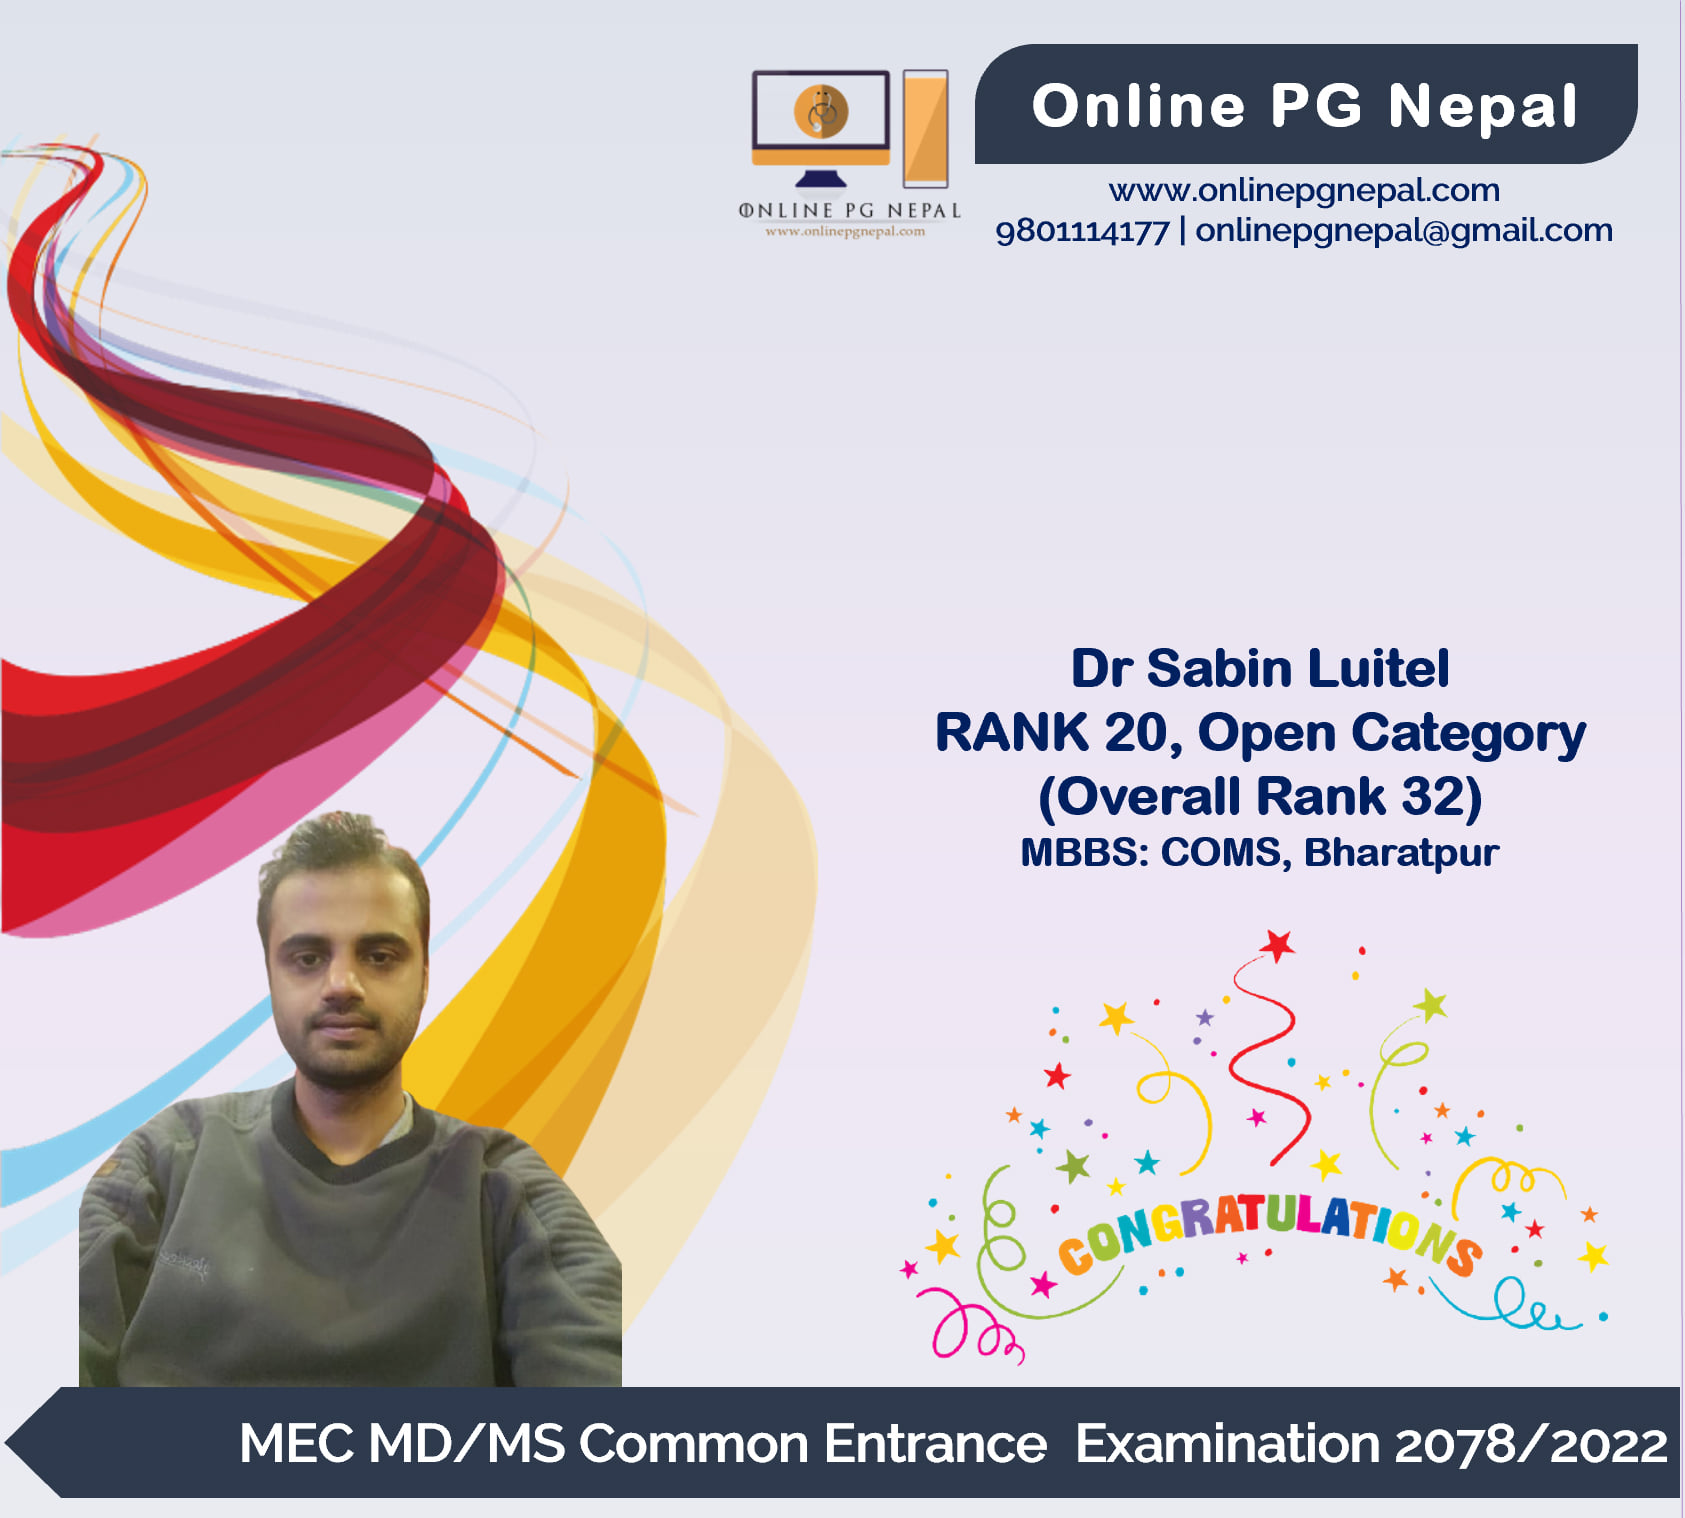 Online PG Nepal
www.onlinepgnepal.com
9801114177 | onlinepgnepal@gmail.com
ONLINE PG NEPAL
www.onlinepgnepal.com
Dr Sabin Luitel
RANK 20, Open Category
(Overall Rank 32)
MBBS: COMS, Bharatpur
CONGRATULATIONS
MEC MD/MS Common Entrance Examination 2078/2022